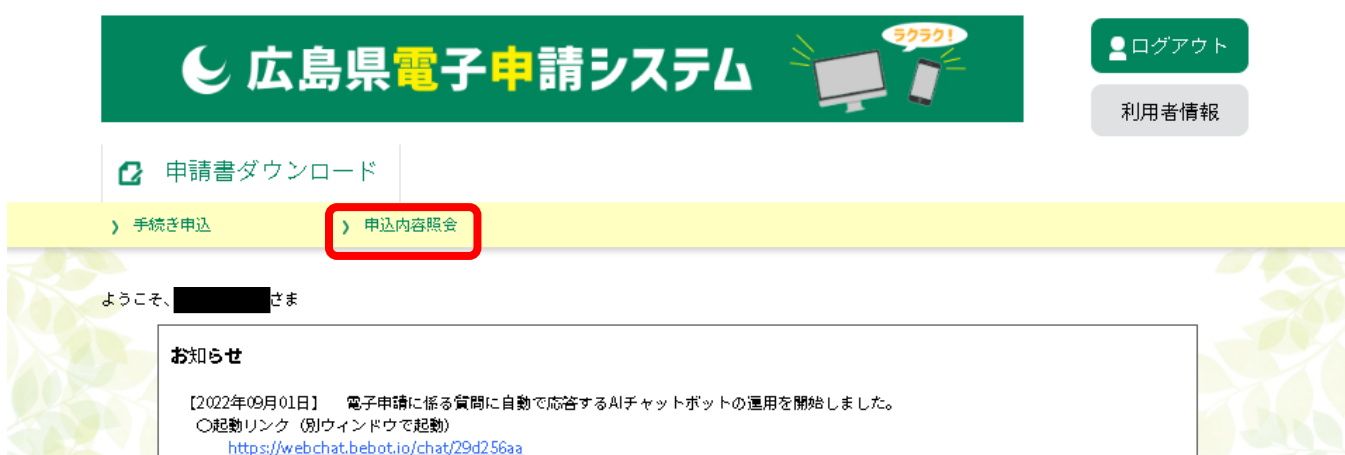 広島県電子申請システム
ラクラク!
ログアウト
利用者情報
申請書ダウンロード
手続き申込
申込内容照会
ようこそ、
さま
お知らせ
【2022年09月01日】 電子申請に係る質問に自動で応答するAIチャットボットの運用を開始しました。
〇起動リンク（別ウィンドウで起動）
https://webchat.bebot.io/chat/29d256aa